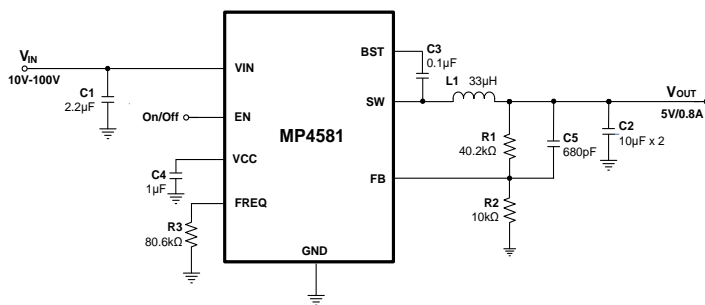 V_IN
10V-100V
C1
2.2µF
On/Off
C4
1µF
R3
80.6kΩ
VIN
EN
VCC
FREQ
MP4581
GND
BST
SW
FB
C3
0.1µF
L1 33µH
R1
40.2kΩ
C5
680pF
R2
10kΩ
C2
10µF x 2
V_OUT
5V/0.8A